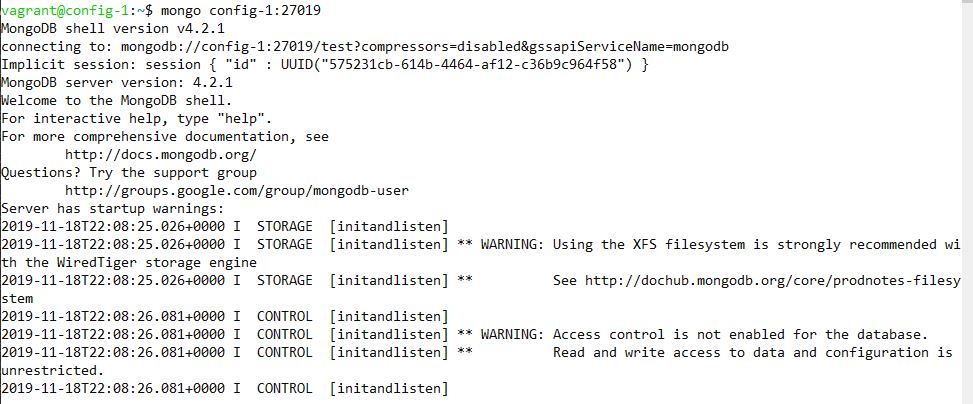 vagrant@config-1:~$ mongo config-1:27019
MongoDB shell version v4.2.1
connecting to: mongodb://config-1:27019/test?compressors=disabled&gssapiServiceName=mongodb
Implicit session: session { "id" : UUID("575231cb-614b-4464-af12-c36b9c964f58") }
MongoDB server version: 4.2.1
Welcome to the MongoDB shell.
For interactive help, type "help".
For more comprehensive documentation, see
        http://docs.mongodb.org/
Questions? Try the support group
        http://groups.google.com/group/mongodb-user
Server has startup warnings:
2019-11-18T22:08:25.026+0000 I  STORAGE  [initandlisten]
2019-11-18T22:08:25.026+0000 I  STORAGE  [initandlisten] ** WARNING: Using the XFS filesystem is strongly recommended wi
th the WiredTiger storage engine
2019-11-18T22:08:25.026+0000 I  STORAGE  [initandlisten] **          See http://dochub.mongodb.org/core/prodnotes-filesy
stem
2019-11-18T22:08:26.081+0000 I  CONTROL  [initandlisten]
2019-11-18T22:08:26.081+0000 I  CONTROL  [initandlisten] ** WARNING: Access control is not enabled for the database.
2019-11-18T22:08:26.081+0000 I  CONTROL  [initandlisten] **          Read and write access to data and configuration is
unrestricted.
2019-11-18T22:08:26.081+0000 I  CONTROL  [initandlisten]